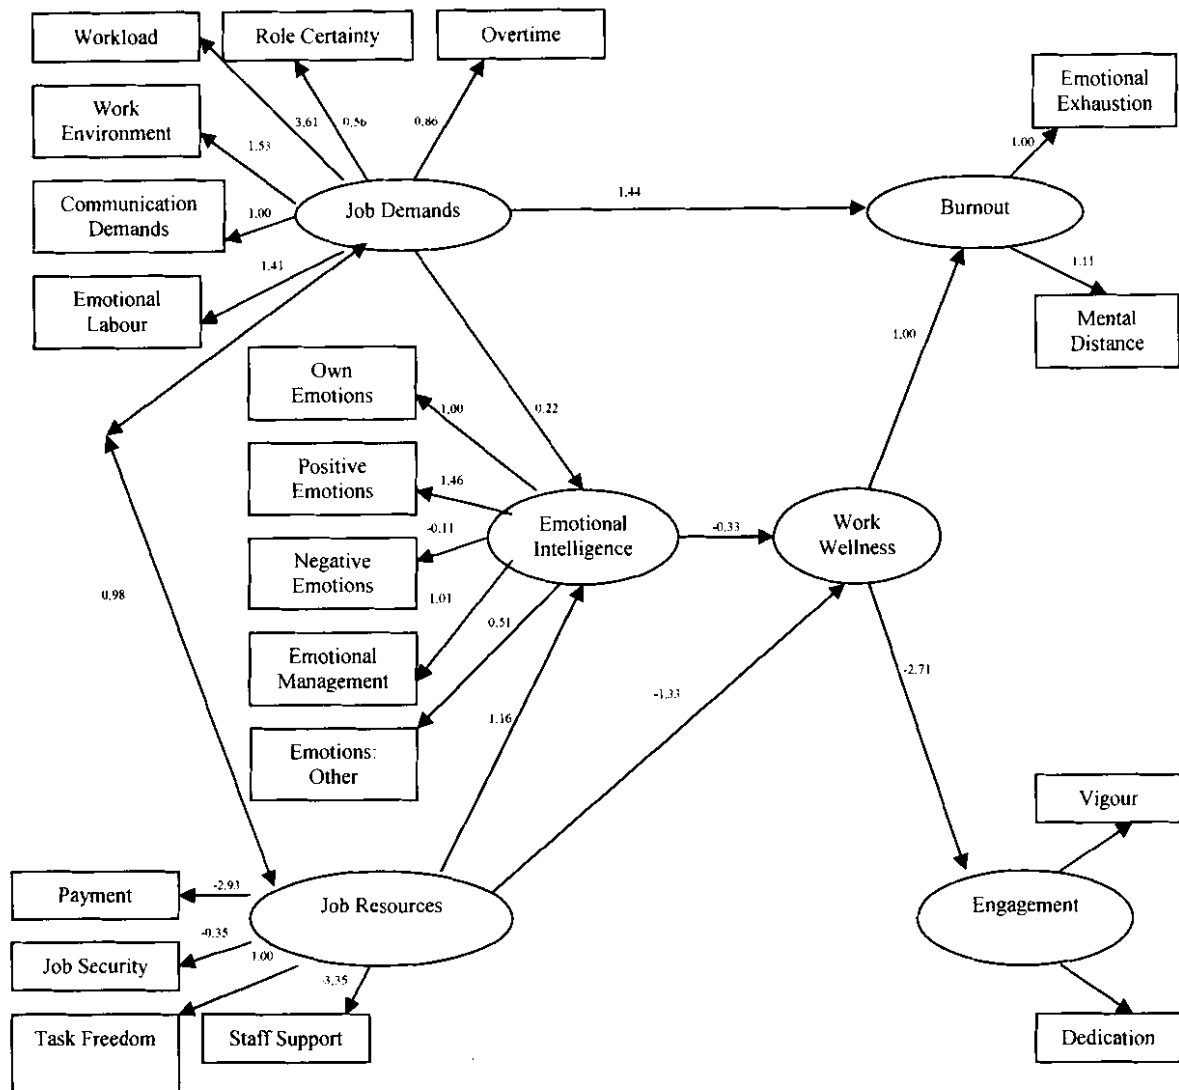 Workload
Role Certainty
Overtime
Emotional
Exhaustion
Work
Environment
3.61
0.56
0.86
1.53
1.00
Communication
Demands
1.00
Job Demands
1.44
Burnout
1.41
1.11
Emotional
Labour
Mental
Distance
Own
Emotions
1.00
1.00
0.22
Positive
Emotions
1.46
-0.11
Emotional
Intelligence
-0.33
Work
Wellness
Negative
Emotions
1.01
0.51
0.98
Emotional
Management
-2.71
-1.33
1.16
Emotions:
Other
Vigour
Payment
-2.93
Job Resources
Engagement
-0.35
1.00
Job Security
-3.35
Task Freedom
Staff Support
Dedication